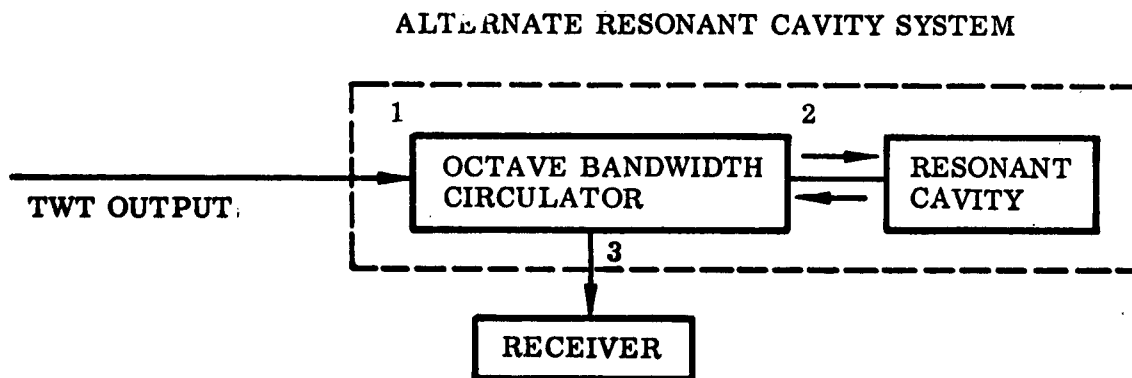 ALTERNATE RESONANT CAVITY SYSTEM
1
2
OCTAVE BANDWIDTH
CIRCULATOR
RESONANT
CAVITY
TWT OUTPUT
3
RECEIVER